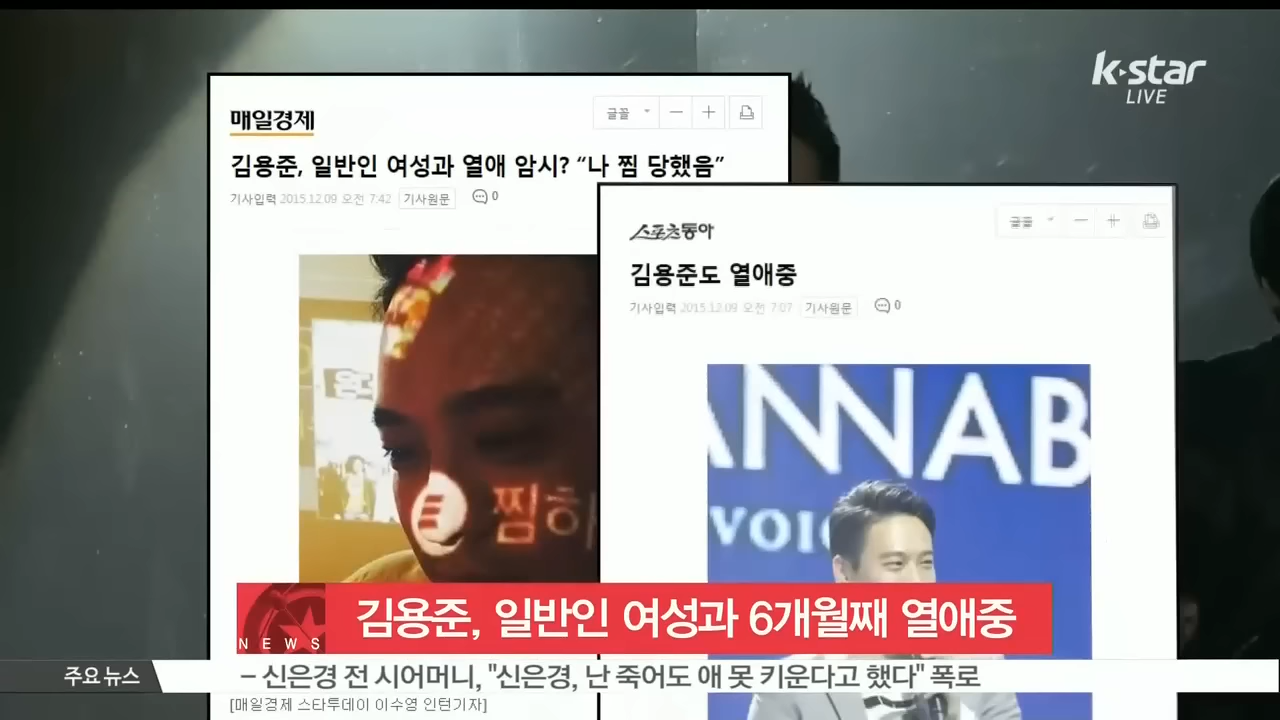 k·star
LIVE
매일경제
글꼴
김용준, 일반인 여성과 열애 암시? “나 찜 당했음”
기사입력 2015.12.09 오전 7:42 기사원문 0
스포츠동아
글꼴
김용준도 열애중
기사입력 2015.12.09 오전 7:07 기사원문 0
ANNAB
VOIC
찜하
NEWS
김용준, 일반인 여성과 6개월째 열애중
주요 뉴스
- 신은경 전 시어머니, "신은경, 난 죽어도 애 못 키운다고 했다" 폭로
[매일경제 스타투데이 이수영 인턴기자]